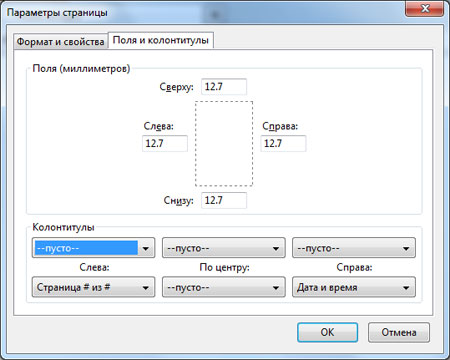 Параметры страницы
Формат и свойства Поля и колонтитулы
Поля (миллиметров)
Сверху: 12.7
Слева: Справа:
12.7 12.7
Снизу: 12.7
Колонтитулы
--пусто-- --пусто-- --пусто--
Слева: По центру: Справа:
Страница # из # --пусто-- Дата и время
ОК Отмена